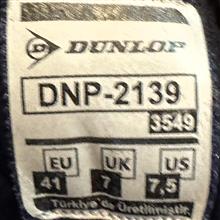 DUNLOP
DNP-2139
3549
EU UK US
41 7 7,5
Türkiye'de Üretilmiştir.